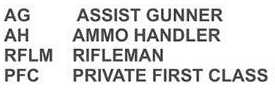 AG ASSIST GUNNER
AH AMMO HANDLER
RFLM RIFLEMAN
PFC PRIVATE FIRST CLASS